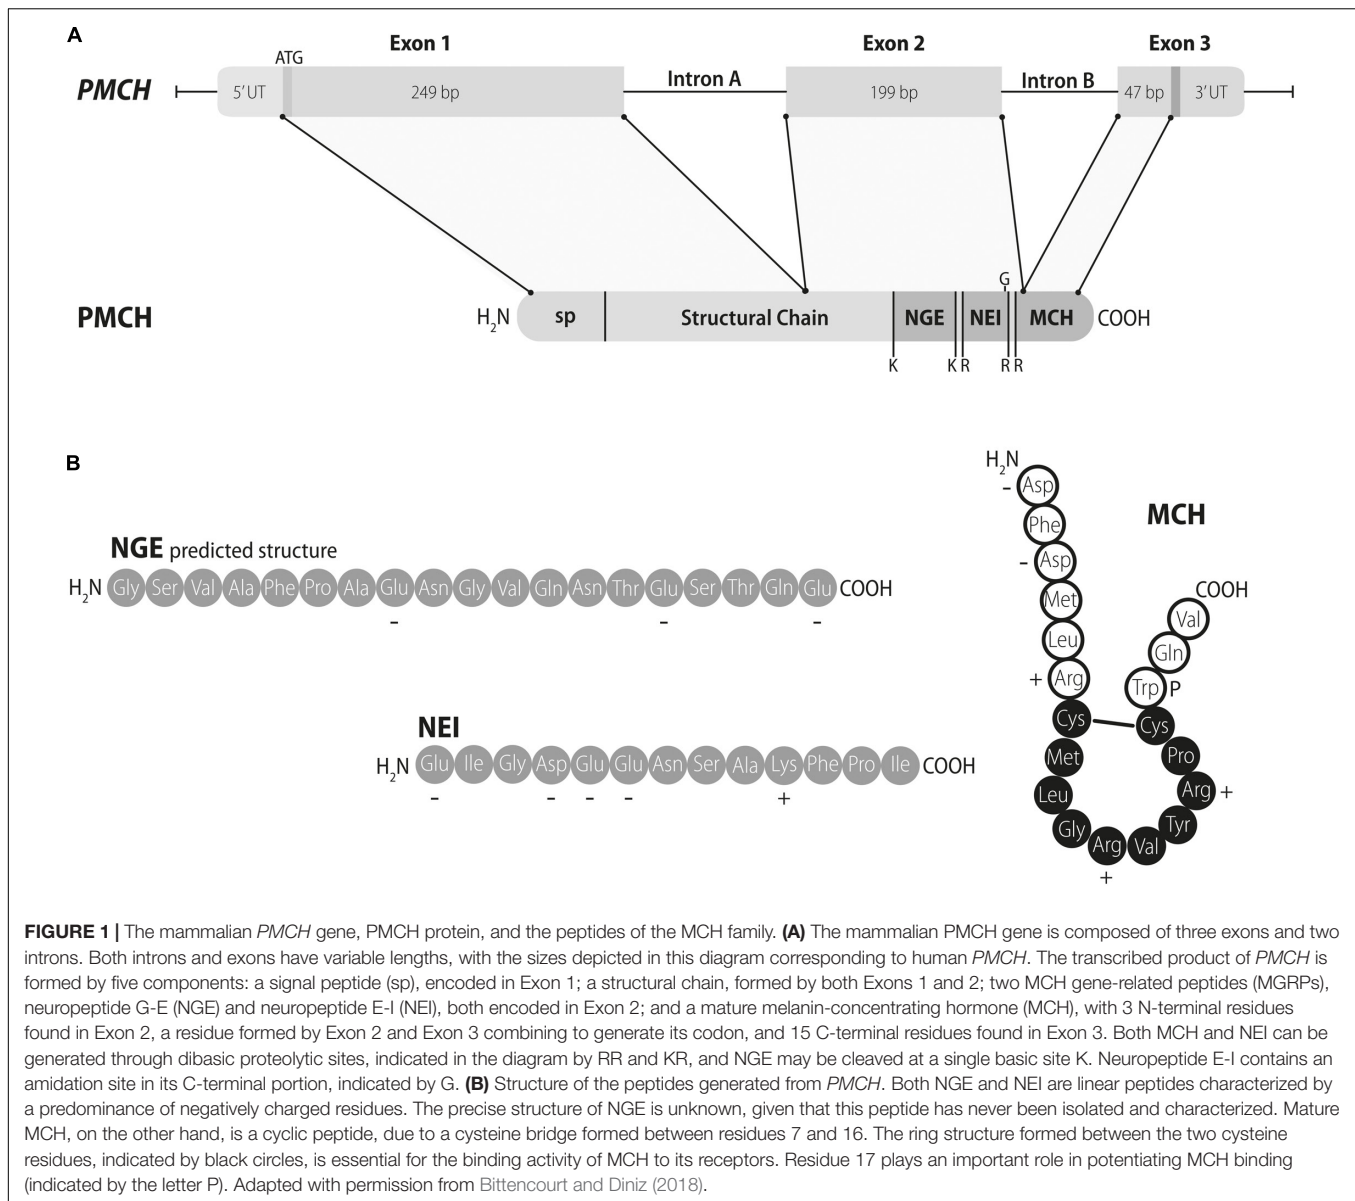 A
Exon 1
Exon 2
Exon 3
ATG
PMCH
5'UT
249 bp
Intron A
199 bp
Intron B
47 bp
3'UT
G
PMCH
H2N
sp
Structural Chain
NGE
NEI
MCH
COOH
K
K R
R R
B
NGE predicted structure
H2N Gly Ser Val Ala Phe Pro Ala Glu Asn Gly Val Gln Asn Thr Glu Ser Thr Gln Glu COOH
- - -
NEI
H2N Glu Ile Gly Asp Glu Glu Asn Ser Ala Lys Phe Pro Ile COOH
- - - - +
MCH
H2N
- Asp
Phe
- Asp
Met
Leu
+ Arg
Cys
Met
Leu
Gly
Arg
+
Val
Tyr
Arg +
Pro
Cys
Trp P
Gln
Val
COOH
FIGURE 1 | The mammalian PMCH gene, PMCH protein, and the peptides of the MCH family. (A) The mammalian PMCH gene is composed of three exons and two
introns. Both introns and exons have variable lengths, with the sizes depicted in this diagram corresponding to human PMCH. The transcribed product of PMCH is
formed by five components: a signal peptide (sp), encoded in Exon 1; a structural chain, formed by both Exons 1 and 2; two MCH gene-related peptides (MGRPs),
neuropeptide G-E (NGE) and neuropeptide E-I (NEI), both encoded in Exon 2; and a mature melanin-concentrating hormone (MCH), with 3 N-terminal residues
found in Exon 2, a residue formed by Exon 2 and Exon 3 combining to generate its codon, and 15 C-terminal residues found in Exon 3. Both MCH and NEI can be
generated through dibasic proteolytic sites, indicated in the diagram by RR and KR, and NGE may be cleaved at a single basic site K. Neuropeptide E-I contains an
amidation site in its C-terminal portion, indicated by G. (B) Structure of the peptides generated from PMCH. Both NGE and NEI are linear peptides characterized by
a predominance of negatively charged residues. The precise structure of NGE is unknown, given that this peptide has never been isolated and characterized. Mature
MCH, on the other hand, is a cyclic peptide, due to a cysteine bridge formed between residues 7 and 16. The ring structure formed between the two cysteine
residues, indicated by black circles, is essential for the binding activity of MCH to its receptors. Residue 17 plays an important role in potentiating MCH binding
(indicated by the letter P). Adapted with permission from Bittencourt and Diniz (2018).